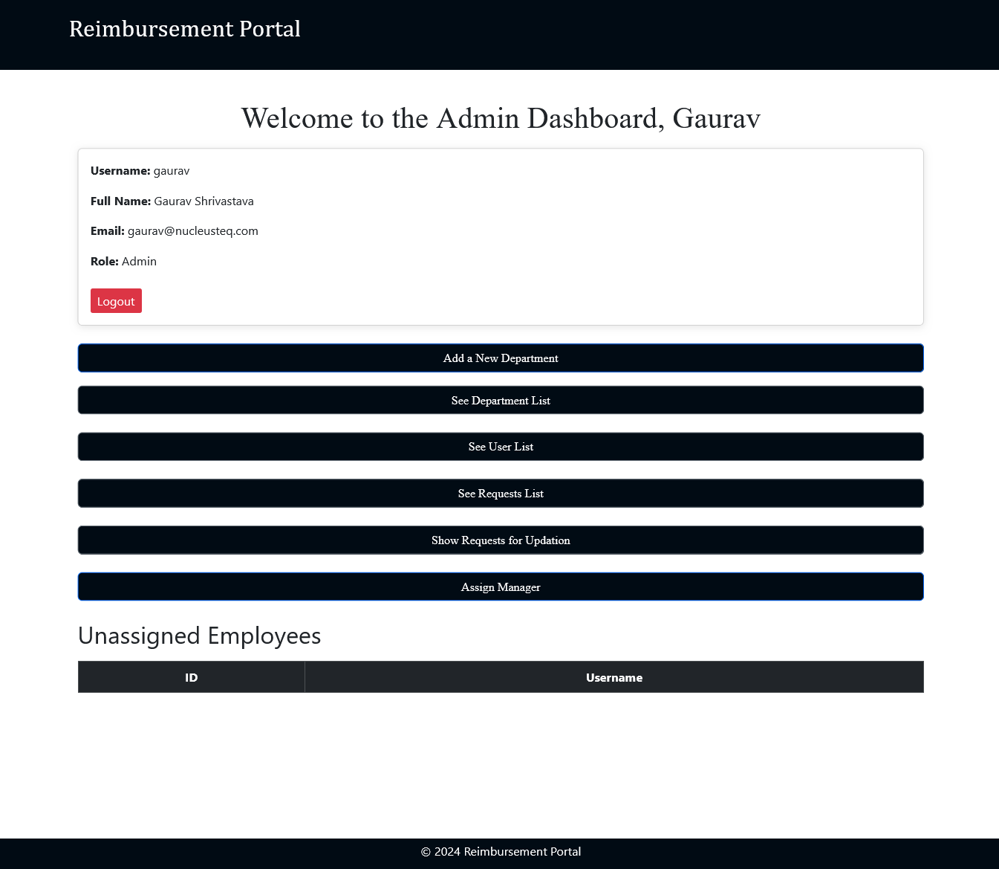 Reimbursement Portal
Welcome to the Admin Dashboard, Gaurav
Username: gaurav
Full Name: Gaurav Shrivastava
Email: gaurav@nucleusteq.com
Role: Admin
Logout
Add a New Department
See Department List
See User List
See Requests List
Show Requests for Updation
Assign Manager
Unassigned Employees
ID Username
© 2024 Reimbursement Portal